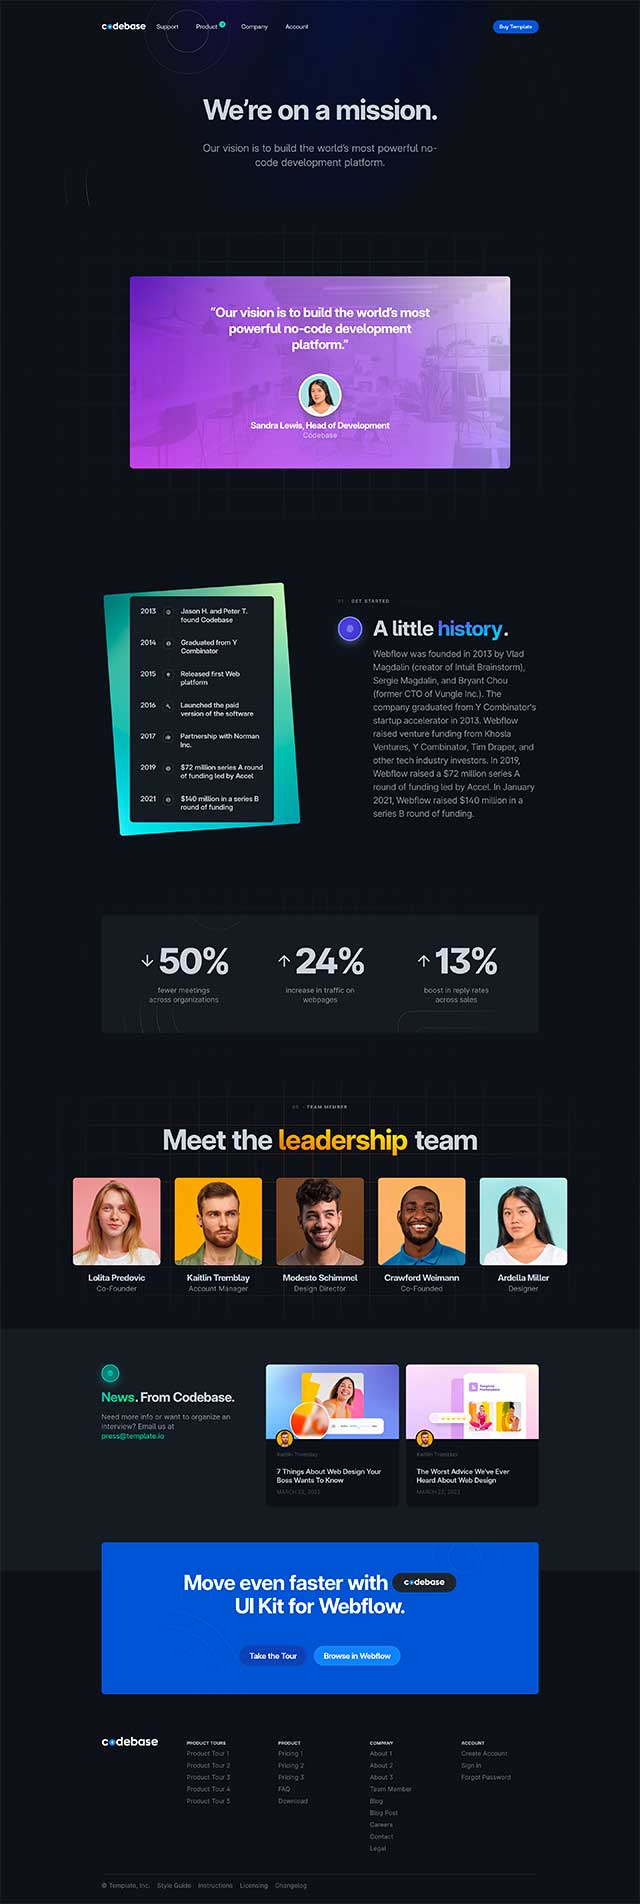 codebase
Support
Product
Company
Account
Buy Template
We’re on a mission.
Our vision is to build the world’s most powerful no-
code development platform.
“Our vision is to build the world’s most
powerful no-code development
platform.”
Sandra Lewis, Head of Development
Codebase
2013 Jason H. and Peter T.
found Codebase
2014 Graduated from Y
Combinator
2015 Released first Web
platform
2016 Launched the paid
version of the software
2017 Partnership with Norman
Inc.
2019 $72 million series A round
of funding led by Accel
2021 $140 million in a series B
round of funding
01 · GET STARTED
A little history.
Webflow was founded in 2013 by Vlad
Magdalin (creator of Intuit Brainstorm),
Sergie Magdalin, and Bryant Chou
(former CTO of Vungle Inc.). The
company graduated from Y Combinator’s
startup accelerator in 2013. Webflow
raised venture funding from Khosla
Ventures, Y Combinator, Tim Draper, and
other tech industry investors. In 2019,
Webflow raised a $72 million series A
round of funding led by Accel. In January
2021, Webflow raised $140 million in a
series B round of funding.
50%
fewer meetings
across organizations
24%
increase in traffic on
webpages
13%
boost in reply rates
across sales
TEAM MEMBER
Meet the leadership team
Lolita Predovic
Co-Founder
Kaitlin Tremblay
Account Manager
Modesto Schimmel
Design Director
Crawford Weimann
Co-Founded
Ardella Miller
Designer
News. From Codebase.
Need more info or want to organize an
interview? Email us at
press@template.io
Kaitlin Tremblay
7 Things About Web Design Your
Boss Wants To Know
MARCH 22, 2022
Template
Marketplace
Kaitlin Tremblay
The Worst Advice We've Ever
Heard About Web Design
MARCH 22, 2022
Move even faster with codebase
UI Kit for Webflow.
Take the Tour
Browse in Webflow
codebase
PRODUCT TOURS
Product Tour 1
Product Tour 2
Product Tour 3
Product Tour 4
Product Tour 5
PRODUCT
Pricing 1
Pricing 2
Pricing 3
FAQ
Download
COMPANY
About 1
About 2
About 3
Team Member
Blog
Blog Post
Careers
Contact
Legal
ACCOUNT
Create Account
Sign In
Forgot Password
© Template, Inc. Style Guide Instructions Licensing Changelog